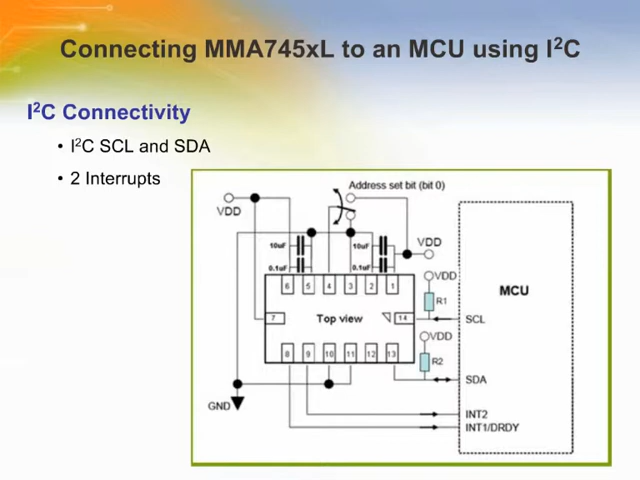 Connecting MMA745xL to an MCU using I²C
I²C Connectivity
• I²C SCL and SDA
• 2 Interrupts
Address set bit (bit 0)
VDD
10uF
10uF
VDD
0.1uF
0.1uF
VDD
6 5 4 3 2 1
R1
MCU
7
Top view
14
SCL
VDD
8 9 10 11 12 13
R2
SDA
GND
INT2
INT1/DRDY